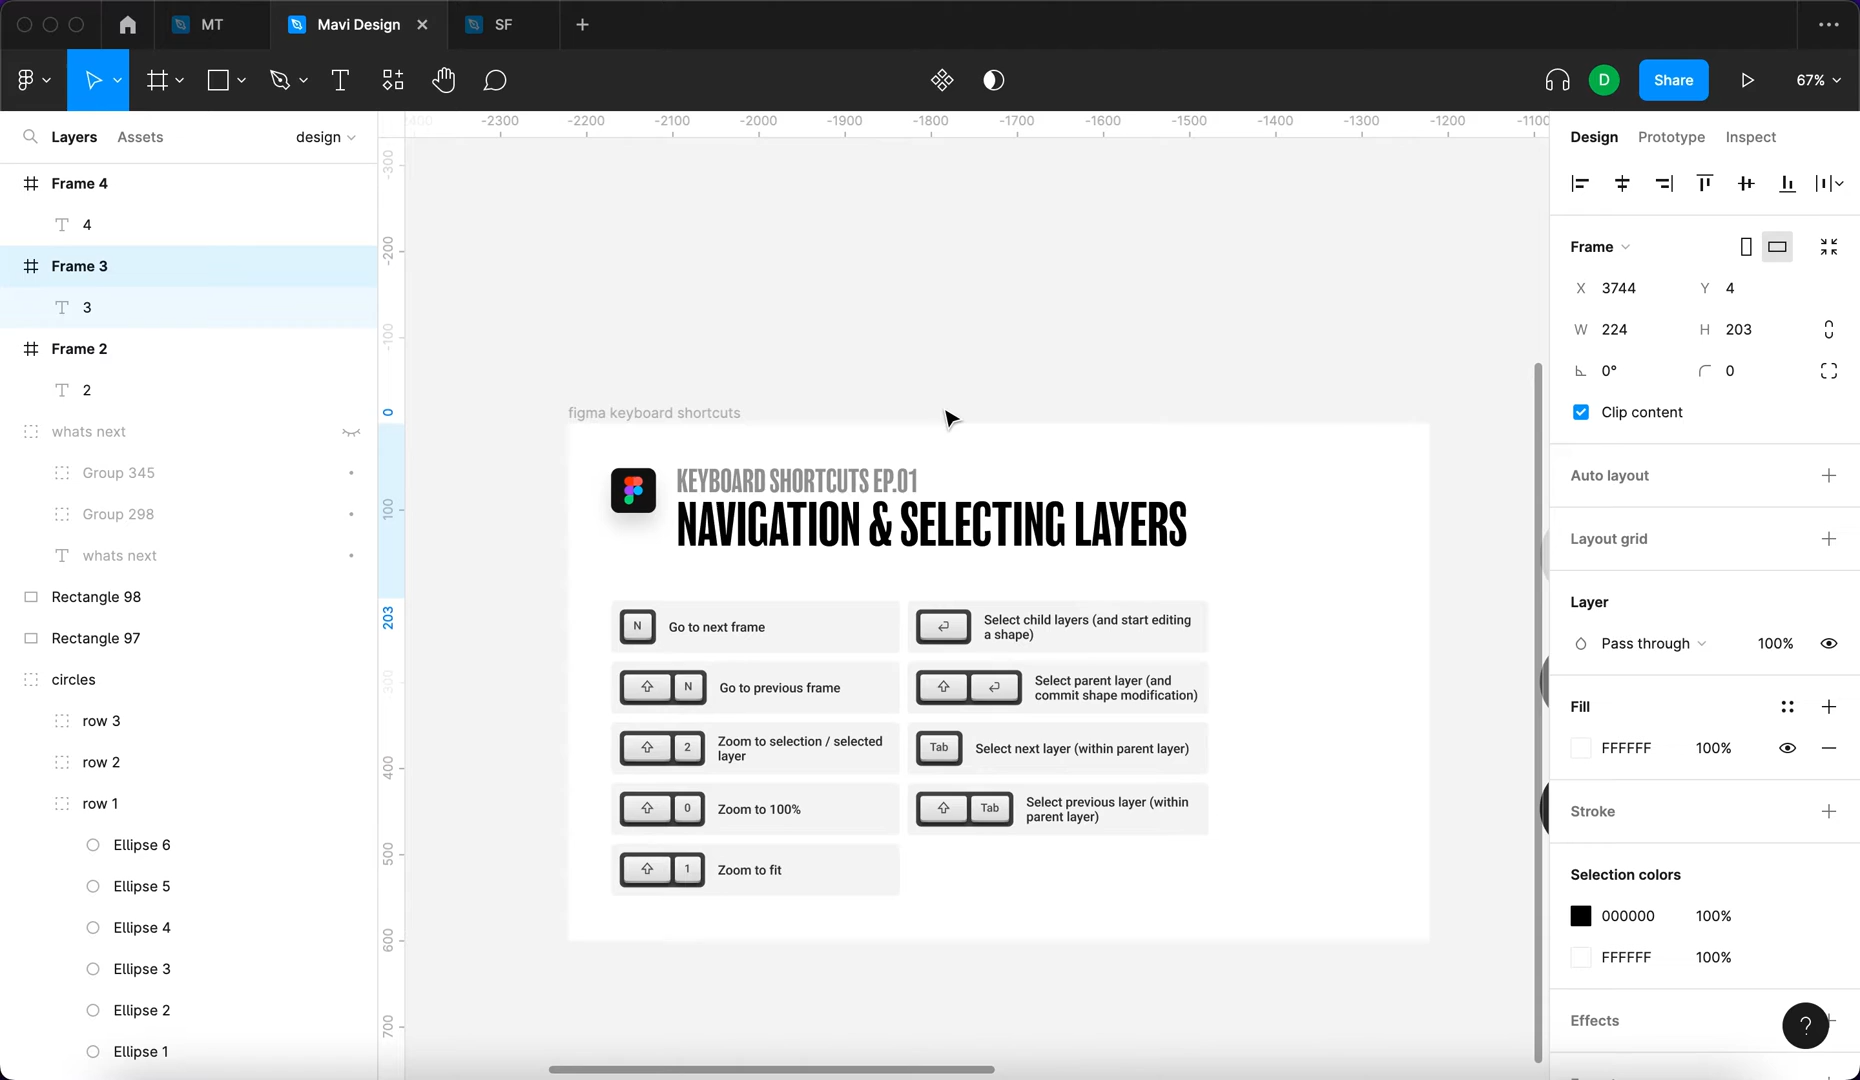 MT
Mavi Design
SF
D
Share
67%
Layers
Assets
design
Frame 4
4
Frame 3
3
Frame 2
2
whats next
Group 345
Group 298
whats next
Rectangle 98
Rectangle 97
circles
row 3
row 2
row 1
Ellipse 6
Ellipse 5
Ellipse 4
Ellipse 3
Ellipse 2
Ellipse 1
-2300 -2200 -2100 -2000 -1900 -1800 -1700 -1600 -1500 -1400 -1300 -1200
-300
-200
-100
0
100
203
300
400
500
600
700
figma keyboard shortcuts
KEYBOARD SHORTCUTS EP.01
NAVIGATION & SELECTING LAYERS
N Go to next frame
N Go to previous frame
2 Zoom to selection / selected
layer
0 Zoom to 100%
1 Zoom to fit
Select child layers (and start editing
a shape)
Select parent layer (and
commit shape modification)
Tab Select next layer (within parent layer)
Tab Select previous layer (within
parent layer)
Design
Prototype
Inspect
Frame
X 3744 Y 4
W 224 H 203
0° 0
Clip content
Auto layout
Layout grid
Layer
Pass through 100%
Fill
FFFFFF 100%
Stroke
Selection colors
000000 100%
FFFFFF 100%
Effects
?